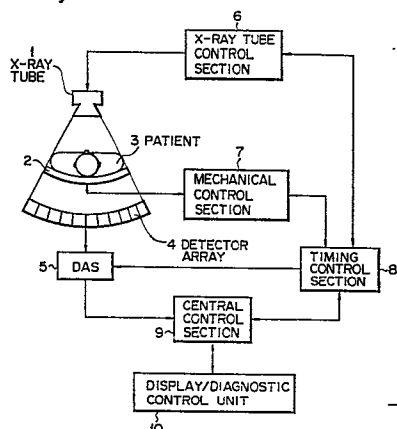 6
X-RAY TUBE
CONTROL
SECTION
1
X-RAY
TUBE
3 PATIENT
2
7
MECHANICAL
CONTROL
SECTION
4 DETECTOR
ARRAY
5
DAS
TIMING
CONTROL
SECTION
8
CENTRAL
CONTROL
SECTION
9
DISPLAY/DIAGNOSTIC
CONTROL UNIT
10